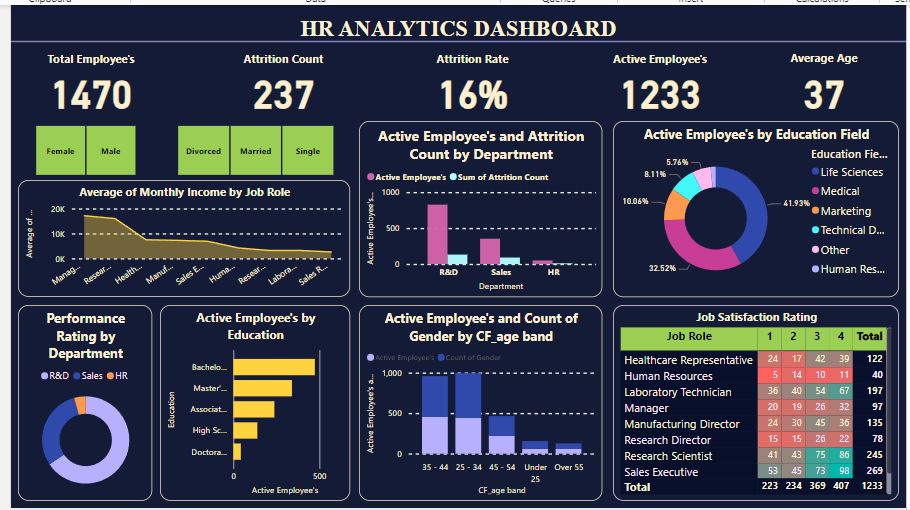 HR ANALYTICS DASHBOARD
Total Employee's
Attrition Count
Attrition Rate
Active Employee's
Average Age
1470
237
16%
1233
37
Female
Male
Divorced
Married
Single
Average of Monthly Income by Job Role
Average of ...
20K
10K
0K
Manag...
Resear...
Health...
Manuf...
Sales E...
Huma...
Resear...
Labora...
Sales R...
Active Employee's and Attrition
Count by Department
Active Employee's
Sum of Attrition Count
Active Employee's...
1000
500
0
R&D
Sales
HR
Department
Active Employee's by Education Field
5.76%
8.11%
10.06%
32.52%
41.93%
Education Fie...
Life Sciences
Medical
Marketing
Technical D...
Other
Human Res...
Performance
Rating by
Department
R&D
Sales
HR
Active Employee's by
Education
Education
Bachelo...
Master'...
Associat...
High Sc...
Doctora...
0
500
Active Employee's
Active Employee's and Count of
Gender by CF_age band
Active Employee's
Count of Gender
Active Employee's a...
1,000
500
0
35 - 44
25 - 34
45 - 54
Under
25
Over 55
CF_age band
Job Satisfaction Rating
Job Role 1 2 3 4 Total
Healthcare Representative 24 17 42 39 122
Human Resources 5 14 10 11 40
Laboratory Technician 36 40 54 67 197
Manager 20 19 26 32 97
Manufacturing Director 24 30 45 36 135
Research Director 15 15 26 22 78
Research Scientist 41 43 75 86 245
Sales Executive 53 45 73 98 269
Total 223 234 369 407 1233